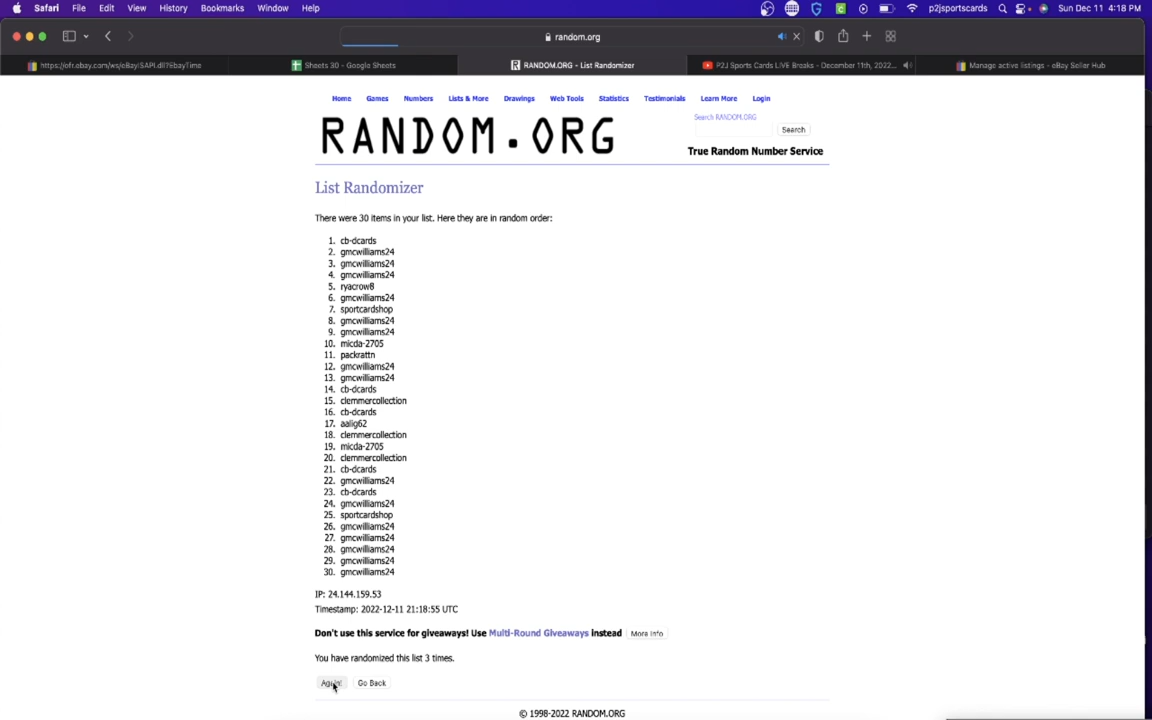 Safari File Edit View History Bookmarks Window Help p2jsportscards Sun Dec 11 4:18 PM
random.org
https://ofr.ebay.com/ws/eBayISAPI.dll?EbayTime Sheets 30 - Google Sheets RANDOM.ORG - List Randomizer P2J Sports Cards LIVE Breaks - December 11th, 2022... Manage active listings - eBay Seller Hub
Home Games Numbers Lists & More Drawings Web Tools Statistics Testimonials Learn More Login
Search RANDOM.ORG
RANDOM.ORG
Search
True Random Number Service
List Randomizer
There were 30 items in your list. Here they are in random order:
1. cb-dcards
2. gmcwilliams24
3. gmcwilliams24
4. gmcwilliams24
5. ryacrow8
6. gmcwilliams24
7. sportcardshop
8. gmcwilliams24
9. gmcwilliams24
10. micda-2705
11. packrattn
12. gmcwilliams24
13. gmcwilliams24
14. cb-dcards
15. clemmercollection
16. cb-dcards
17. aalig62
18. clemmercollection
19. micda-2705
20. clemmercollection
21. cb-dcards
22. gmcwilliams24
23. cb-dcards
24. gmcwilliams24
25. sportcardshop
26. gmcwilliams24
27. gmcwilliams24
28. gmcwilliams24
29. gmcwilliams24
30. gmcwilliams24
IP: 24.144.159.53
Timestamp: 2022-12-11 21:18:55 UTC
Don't use this service for giveaways! Use Multi-Round Giveaways instead More Info
You have randomized this list 3 times.
Again! Go Back
© 1998-2022 RANDOM.ORG